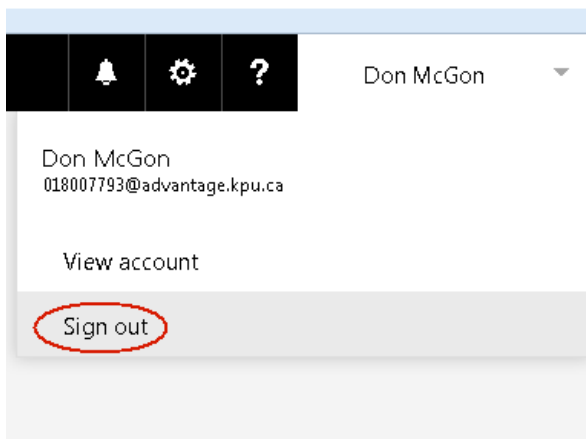 ? Don McGon
Don McGon
018007793@advantage.kpu.ca
View account
Sign out